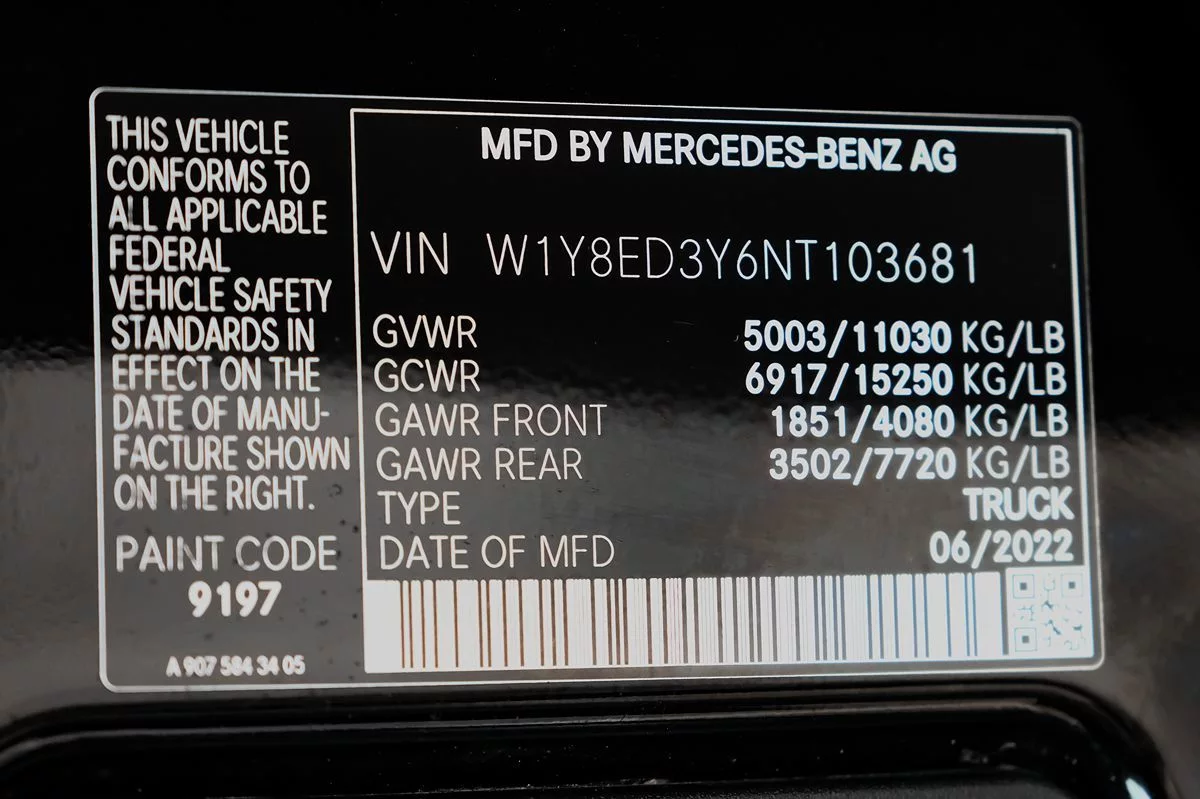 THIS VEHICLE
CONFORMS TO
ALL APPLICABLE
FEDERAL
VEHICLE SAFETY
STANDARDS IN
EFFECT ON THE
DATE OF MANU-
FACTURE SHOWN
ON THE RIGHT.
PAINT CODE
9197
A 907 584 34 05
MFD BY MERCEDES-BENZ AG
VIN W1Y8ED3Y6NT103681
GVWR 5003/11030 KG/LB
GCWR 6917/15250 KG/LB
GAWR FRONT 1851/4080 KG/LB
GAWR REAR 3502/7720 KG/LB
TYPE TRUCK
DATE OF MFD 06/2022